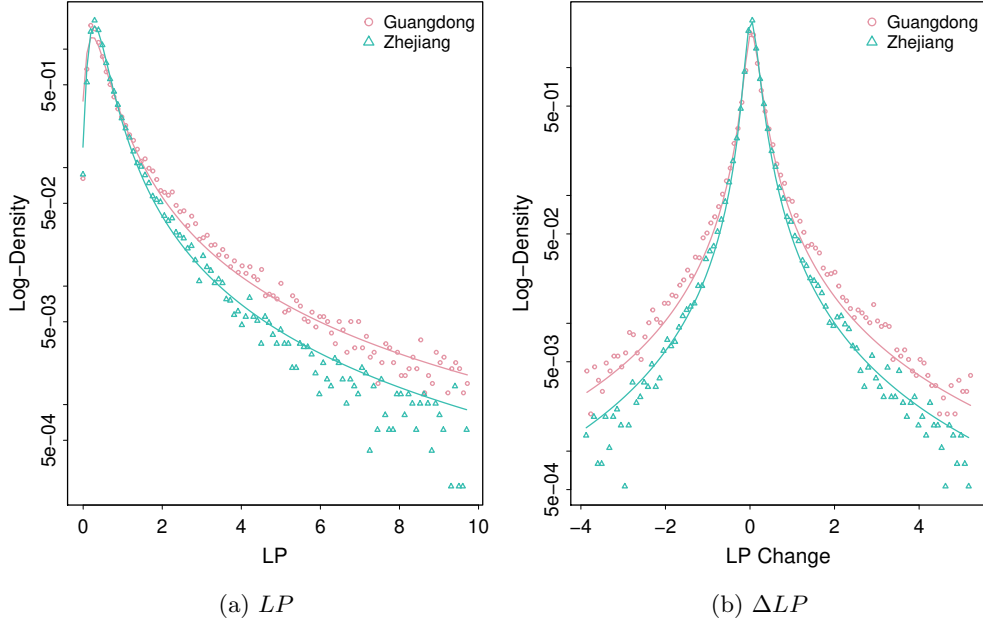 Guangdong
Zhejiang
Log−Density
5e−01
5e−02
5e−03
5e−04
0 2 4 6 8 10
LP
(a) LP
Guangdong
Zhejiang
Log−Density
5e−01
5e−02
5e−03
5e−04
−4 −2 0 2 4
LP Change
(b) ΔLP